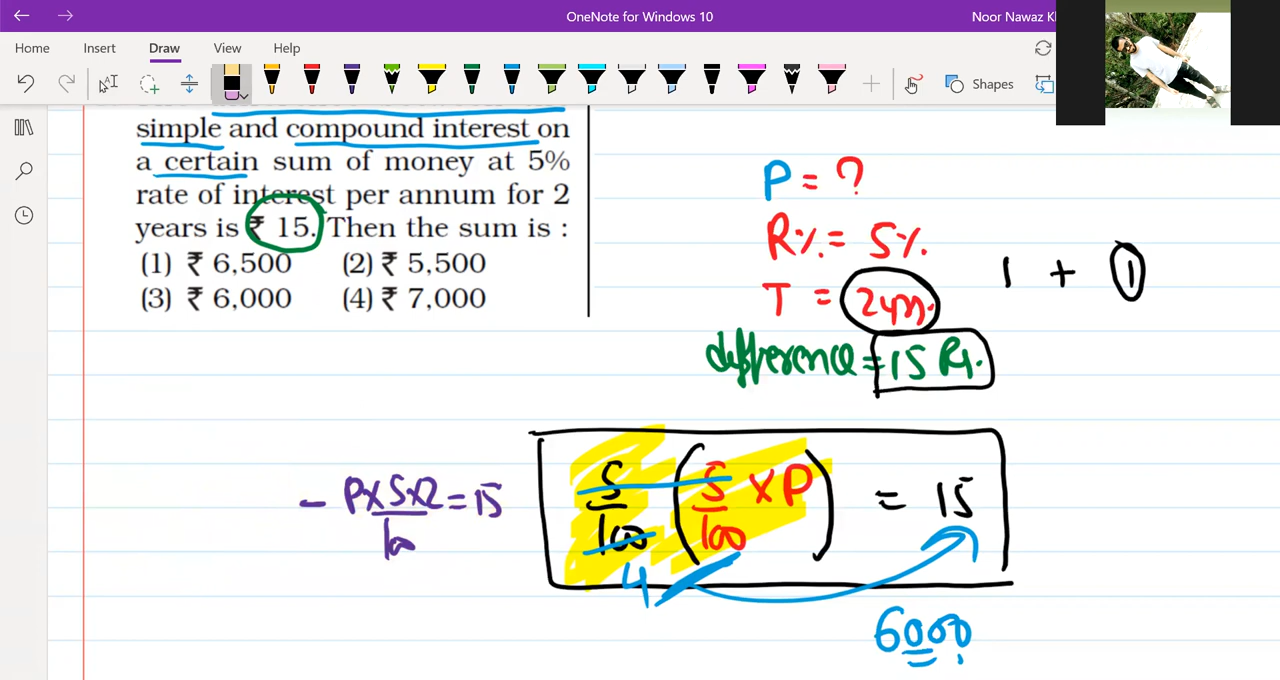 OneNote for Windows 10
Noor Nawaz Kh
Home Insert Draw View Help
Shapes
simple and compound interest on
a certain sum of money at 5%
rate of interest per annum for 2
years is ₹ 15. Then the sum is :
(1) ₹ 6,500 (2) ₹ 5,500
(3) ₹ 6,000 (4) ₹ 7,000
P = ?
R% = 5%.
T = 2 yrs.
1 + 1
difference = 15 Rs.
- P×5×2/100 = 15
5/100 (5/100 × P) = 15
4
6000